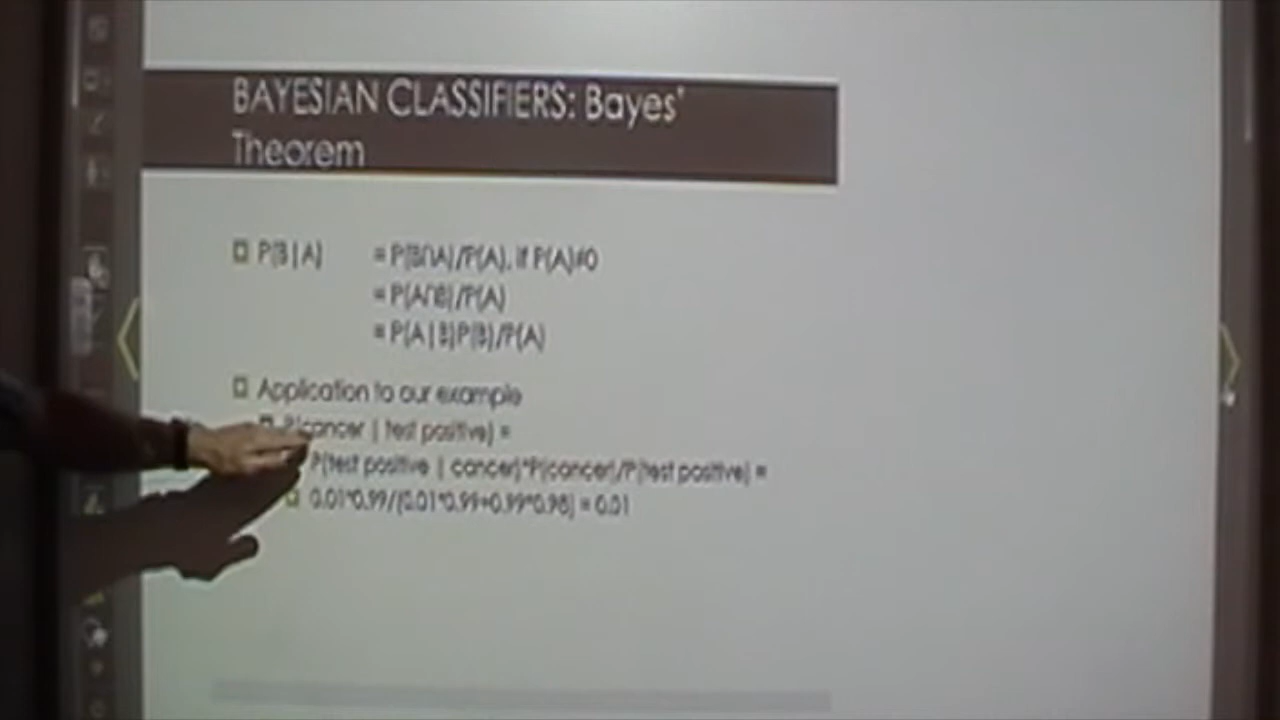 BAYESIAN CLASSIFIERS: Bayes'
Theorem
P(B|A) = P(B∩A)/P(A), if P(A)≠0
= P(A∩B)/P(A)
= P(A|B)P(B)/P(A)
Application to our example
P(cancer | test positive) =
P(test positive | cancer)*P(cancer)/P(test positive) =
0.01*0.99/(0.01*0.99+0.99*0.98) = 0.01